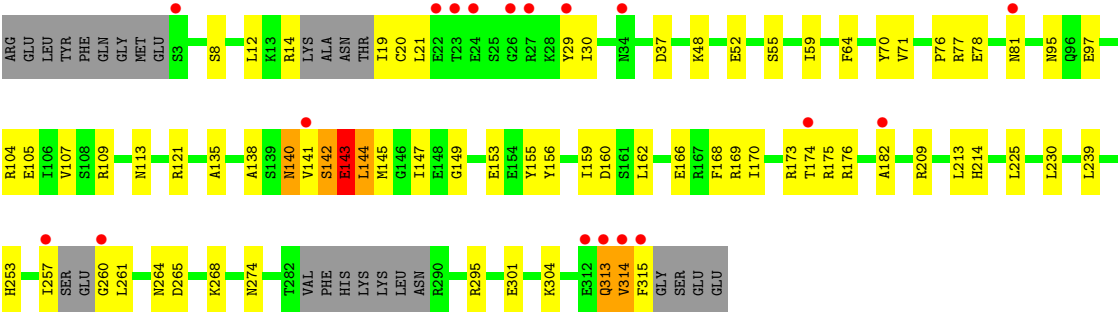 ARG GLU LEU TYR PHE GLN GLY MET GLU S3 S8 L12 K13 R14 LYS ALA ASN THR I19 C20 L21 E22 T23 E24 S25 G26 R27 K28 Y29 I30 N34 D37 K48 E52 S55 I59 F64 Y70 V71 P76 R77 E78 N81 N95 Q96 E97
R104 E105 I106 V107 S108 R109 N113 R121 A135 A138 S139 N140 V141 S142 E143 L144 M145 G146 I147 E148 G149 E153 E154 Y155 Y156 I159 D160 S161 L162 E166 R167 F168 R169 I170 R173 T174 R175 R176 A182 R209 L213 H214 L225 L230 L239
H253 I257 SER GLU G260 L261 N264 D265 K268 N274 T282 VAL PHE HIS LYS LYS LEU ASN R290 R295 E301 K304 E312 Q313 V314 F315 GLY SER GLU GLU